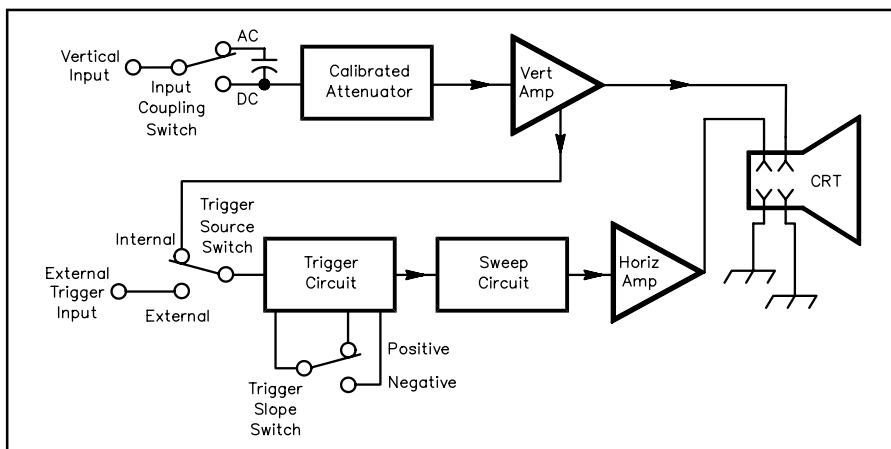 AC
Vertical
Input
DC
Input
Coupling
Switch
Calibrated
Attenuator
Vert
Amp
CRT
Trigger
Source
Switch
Internal
External
Trigger
Input
External
Trigger
Circuit
Sweep
Circuit
Horiz
Amp
Positive
Negative
Trigger
Slope
Switch